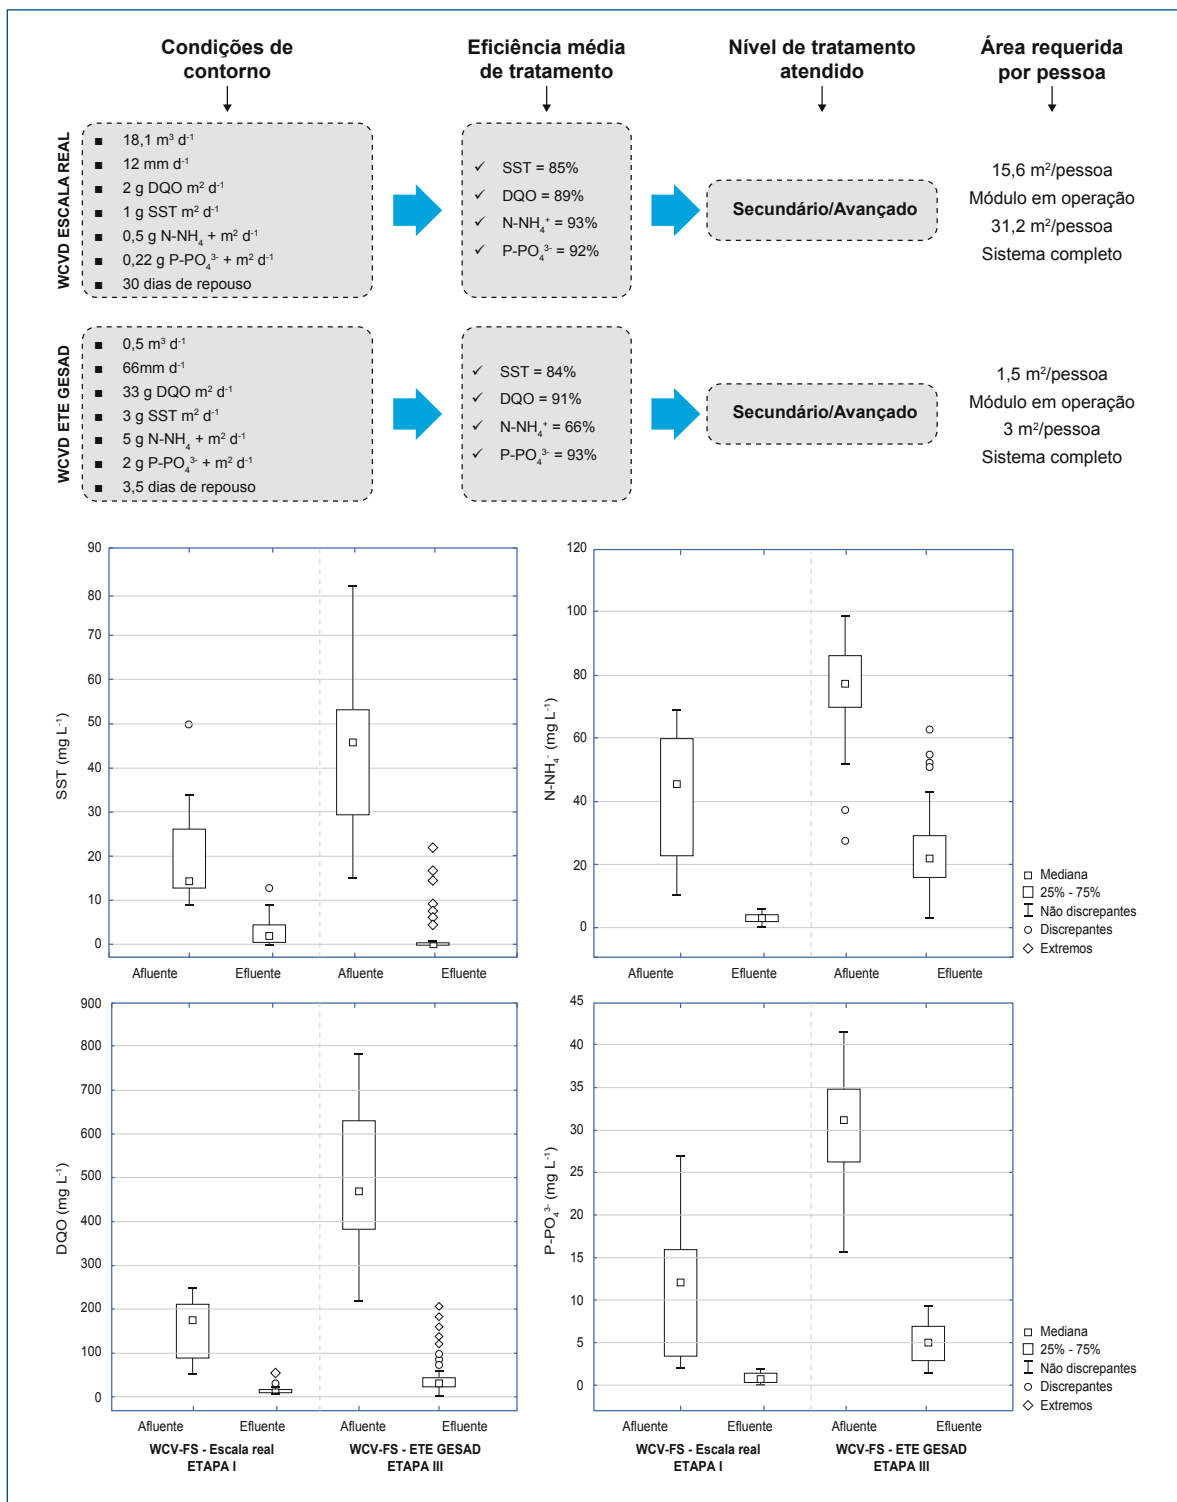 Condições de
contorno
Eficiência média
de tratamento
Nível de tratamento
atendido
Área requerida
por pessoa
WCVD ESCALA REAL
■ 18,1 m³ d⁻¹
■ 12 mm d⁻¹
■ 2 g DQO m² d⁻¹
■ 1 g SST m² d⁻¹
■ 0,5 g N-NH₄ + m² d⁻¹
■ 0,22 g P-PO₄³⁻ + m² d⁻¹
■ 30 dias de repouso
✓ SST = 85%
✓ DQO = 89%
✓ N-NH₄⁺ = 93%
✓ P-PO₄³⁻ = 92%
Secundário/Avançado
15,6 m²/pessoa
Módulo em operação
31,2 m²/pessoa
Sistema completo
WCVD ETE GESAD
■ 0,5 m³ d⁻¹
■ 66mm d⁻¹
■ 33 g DQO m² d⁻¹
■ 3 g SST m² d⁻¹
■ 5 g N-NH₄ + m² d⁻¹
■ 2 g P-PO₄³⁻ + m² d⁻¹
■ 3,5 dias de repouso
✓ SST = 84%
✓ DQO = 91%
✓ N-NH₄⁺ = 66%
✓ P-PO₄³⁻ = 93%
Secundário/Avançado
1,5 m²/pessoa
Módulo em operação
3 m²/pessoa
Sistema completo
SST (mg L⁻¹)
90
80
70
60
50
40
30
20
10
0
Afluente Efluente Afluente Efluente
N-NH₄⁻ (mg L⁻¹)
120
100
80
60
40
20
0
Afluente Efluente Afluente Efluente
Mediana
25% - 75%
Não discrepantes
Discrepantes
Extremos
DQO (mg L⁻¹)
900
800
700
600
500
400
300
200
100
0
Afluente Efluente Afluente Efluente
WCV-FS - Escala real WCV-FS - ETE GESAD
ETAPA I ETAPA III
P-PO₄³⁻ (mg L⁻¹)
45
40
35
30
25
20
15
10
5
0
Afluente Efluente Afluente Efluente
WCV-FS - Escala real WCV-FS - ETE GESAD
ETAPA I ETAPA III
Mediana
25% - 75%
Não discrepantes
Discrepantes
Extremos